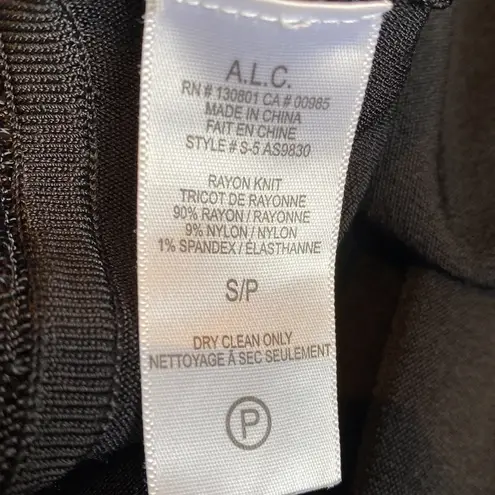 A.L.C.
RN # 130801 CA # 00985
MADE IN CHINA
FAIT EN CHINE
STYLE # S-5 AS9830
RAYON KNIT
TRICOT DE RAYONNE
90% RAYON / RAYONNE
9% NYLON / NYLON
1% SPANDEX / ÉLASTHANNE
S/P
DRY CLEAN ONLY
NETTOYAGE À SEC SEULEMENT
P